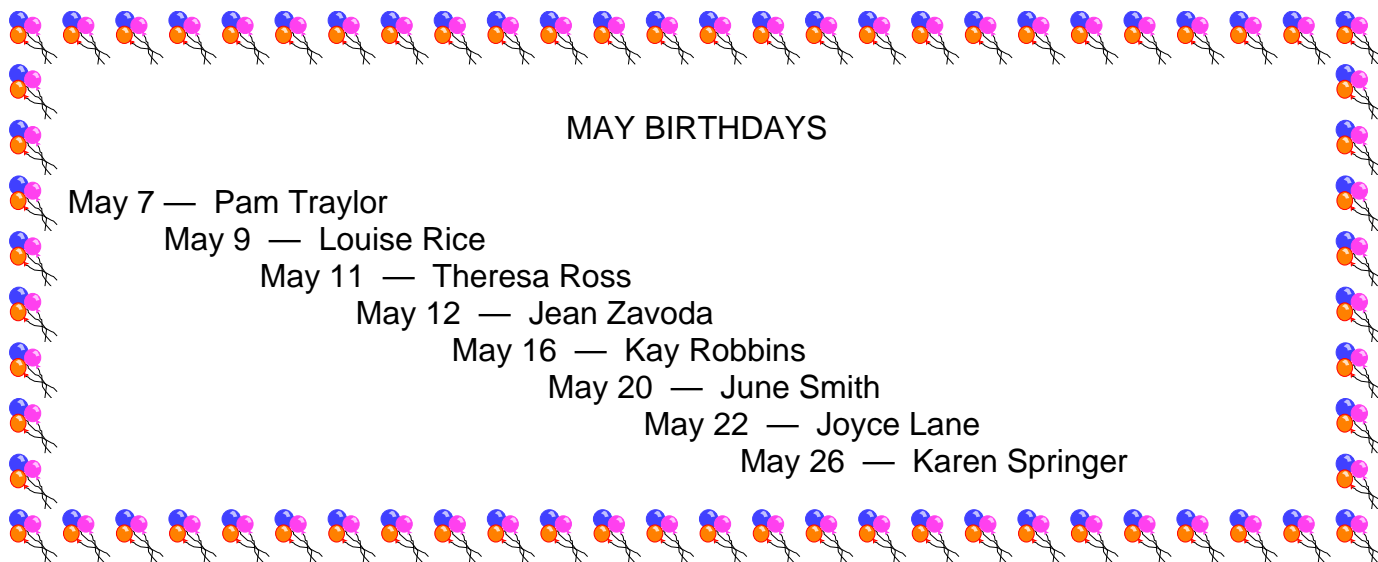 MAY BIRTHDAYS
May 7 — Pam Traylor
May 9 — Louise Rice
May 11 — Theresa Ross
May 12 — Jean Zavoda
May 16 — Kay Robbins
May 20 — June Smith
May 22 — Joyce Lane
May 26 — Karen Springer